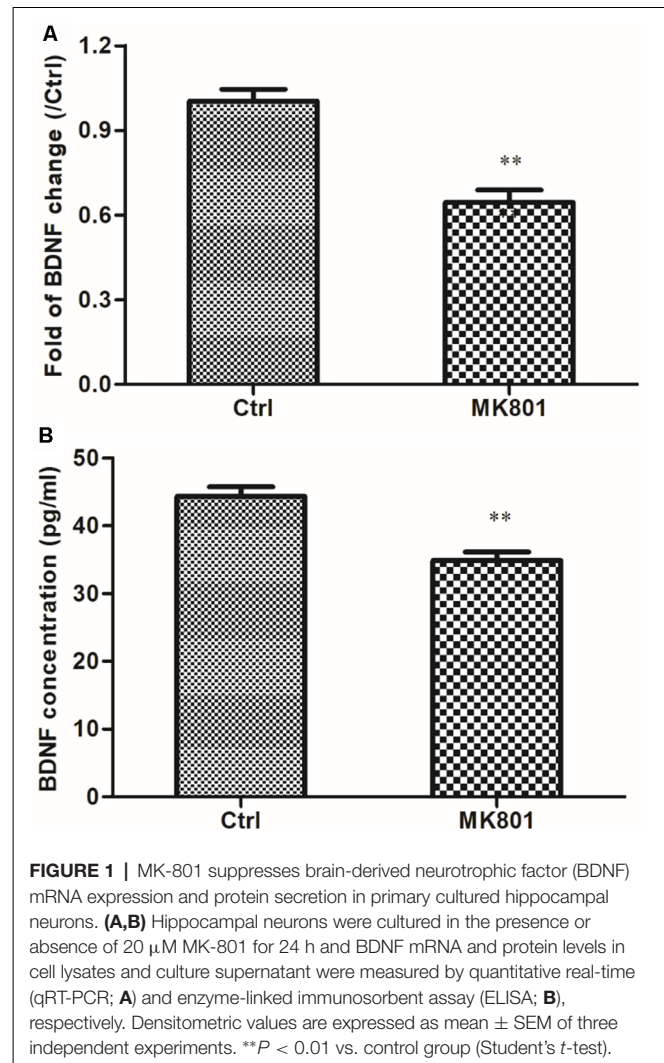 A
Fold of BDNF change (/Ctrl)
1.2
0.9
0.6
0.3
0.0
**
**
Ctrl
MK801
B
BDNF concentration (pg/ml)
50
40
30
20
10
0
**
Ctrl
MK801
FIGURE 1 | MK-801 suppresses brain-derived neurotrophic factor (BDNF)
mRNA expression and protein secretion in primary cultured hippocampal
neurons. (A,B) Hippocampal neurons were cultured in the presence or
absence of 20 μM MK-801 for 24 h and BDNF mRNA and protein levels in
cell lysates and culture supernatant were measured by quantitative real-time
(qRT-PCR; A) and enzyme-linked immunosorbent assay (ELISA; B),
respectively. Densitometric values are expressed as mean ± SEM of three
independent experiments. **P < 0.01 vs. control group (Student’s t-test).